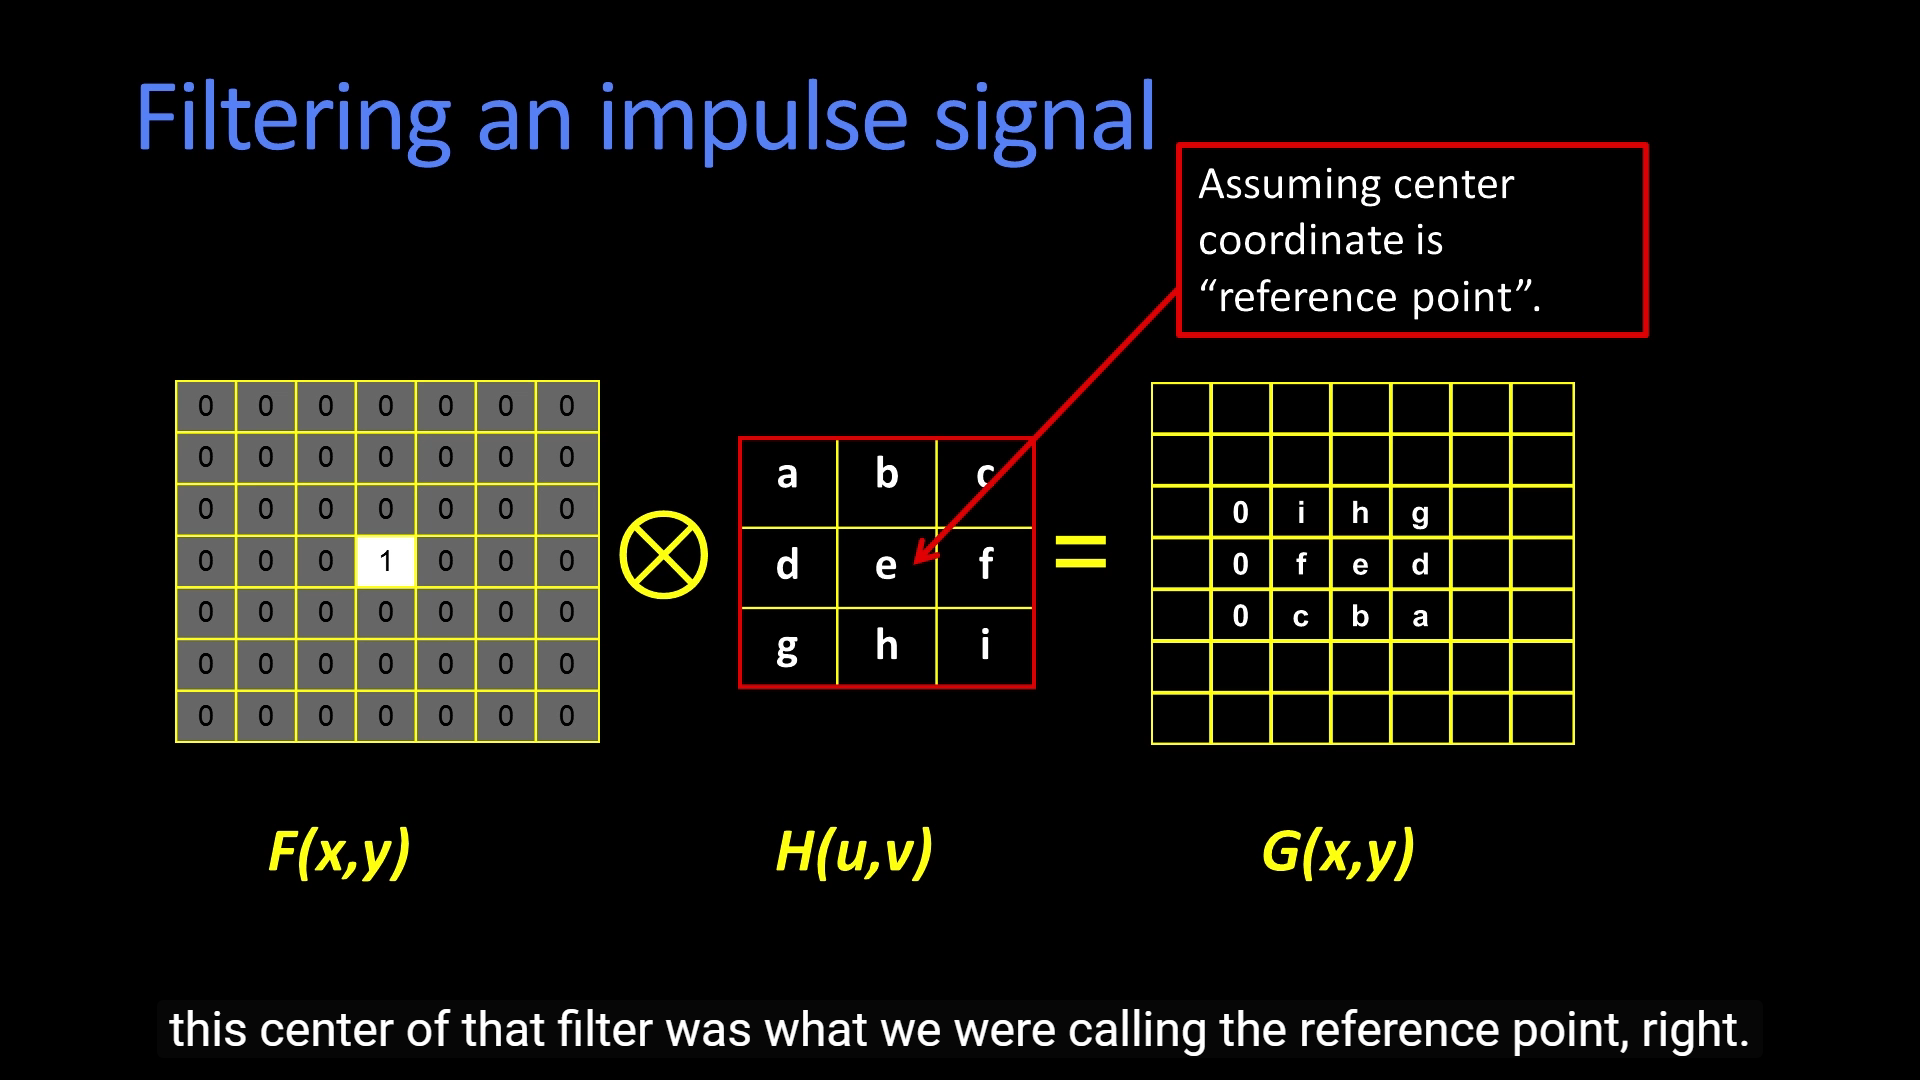 Filtering an impulse signal
Assuming center
coordinate is
“reference point”.
0 0 0 0 0 0 0
0 0 0 0 0 0 0
0 0 0 0 0 0 0
0 0 0 1 0 0 0
0 0 0 0 0 0 0
0 0 0 0 0 0 0
0 0 0 0 0 0 0
a b c
d e f
g h i
=
0 i h g
0 f e d
0 c b a
F(x,y)
H(u,v)
G(x,y)
this center of that filter was what we were calling the reference point, right.